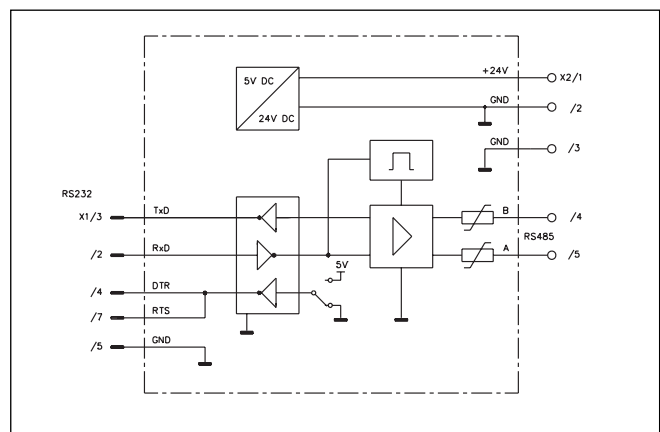 +24V
X2/1
5V DC
GND
/2
24V DC
GND
/3
RS232
X1/3
TxD
B
/4
RxD
/2
A
RS485
/5
5V
/4
DTR
/7
RTS
/5
GND